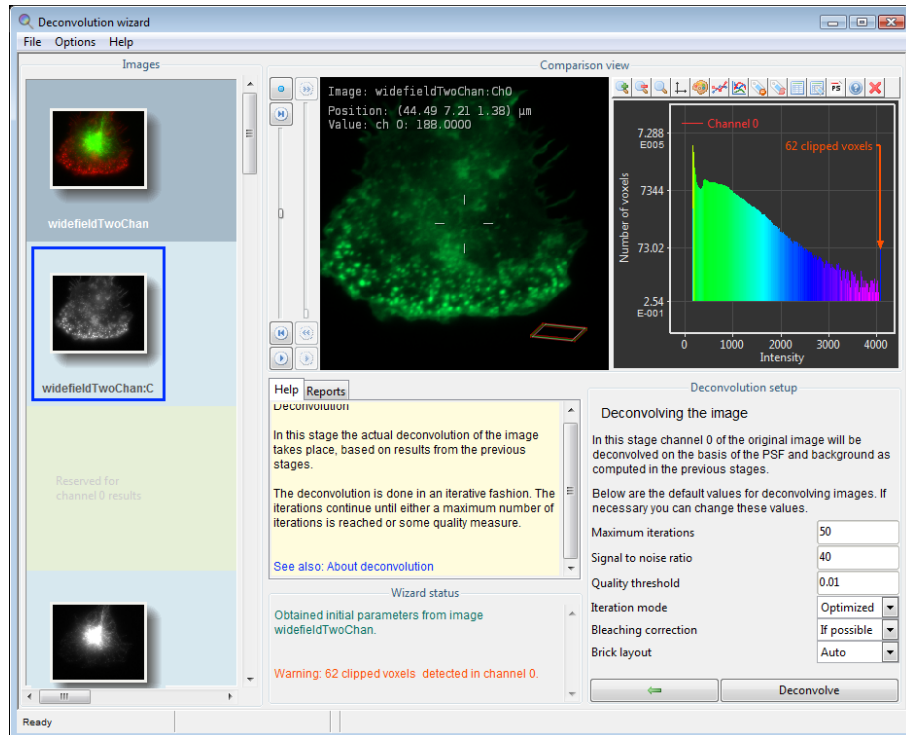 Deconvolution wizard
File Options Help
Images
widefieldTwoChan
widefieldTwoChan:C
Reserved for
channel 0 results
Comparison view
Image: widefieldTwoChan:Ch0
Position: (44.49 7.21 1.38) µm
Value: ch 0: 188.0000
PS
Channel 0
62 clipped voxels
Number of voxels
7.288
E005
7344
73.02
2.54
E-001
0 1000 2000 3000 4000
Intensity
Help Reports
Deconvolution
In this stage the actual deconvolution of the image
takes place, based on results from the previous
stages.
The deconvolution is done in an iterative fashion. The
iterations continue until either a maximum number of
iterations is reached or some quality measure.
See also: About deconvolution
Wizard status
Obtained initial parameters from image
widefieldTwoChan.
Warning: 62 clipped voxels detected in channel 0.
Deconvolution setup
Deconvolving the image
In this stage channel 0 of the original image will be
deconvolved on the basis of the PSF and background as
computed in the previous stages.
Below are the default values for deconvolving images. If
necessary you can change these values.
Maximum iterations 50
Signal to noise ratio 40
Quality threshold 0.01
Iteration mode Optimized
Bleaching correction If possible
Brick layout Auto
Deconvolve
Ready